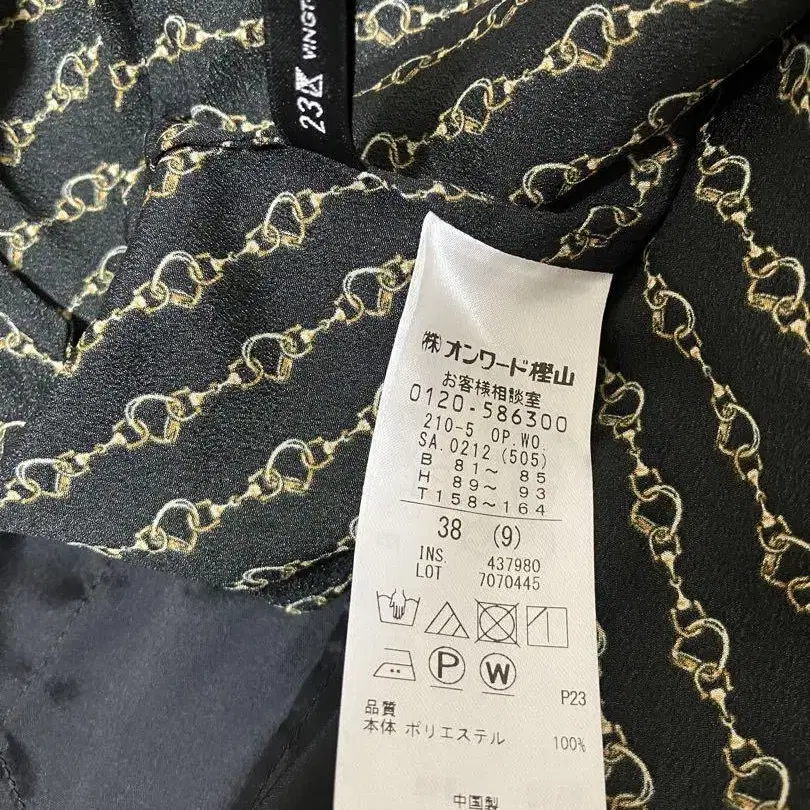 23区 VINGT
㈱オンワード樫山
お客様相談室
0120-586300
210-5 OP.WO.
SA.0212(505)
B 81～ 85
H 89～ 93
T158～164
38 (9)
INS 437980
LOT 7070445
P
W
P23
品質
本体 ポリエステル 100%
中国製